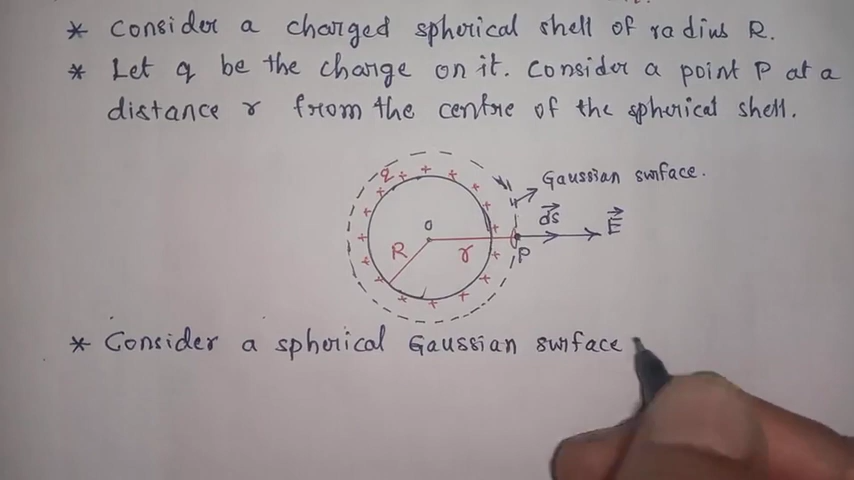 * Consider a charged spherical shell of radius R.
* Let q be the charge on it. Consider a point P at a
distance r from the centre of the spherical shell.
q
Gaussian surface.
O
ds
E
R
r
P
* Consider a spherical Gaussian surface